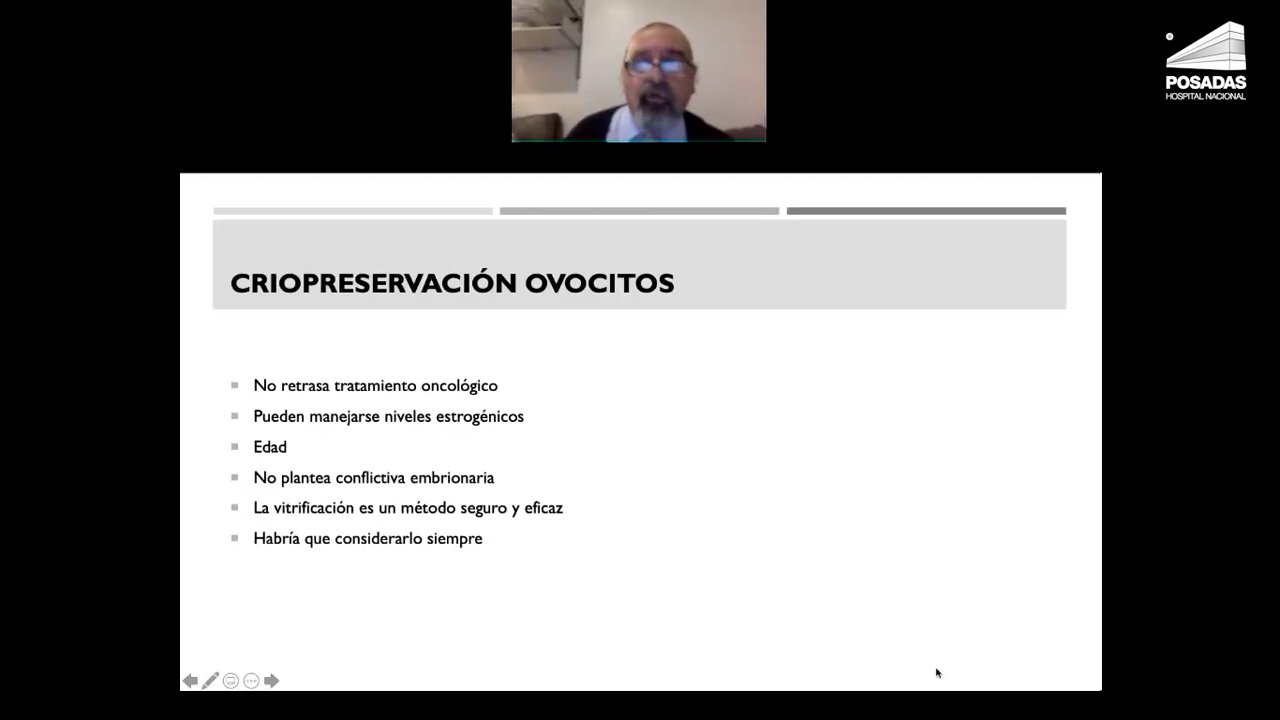 POSADAS
HOSPITAL NACIONAL
CRIOPRESERVACIÓN OVOCITOS
No retrasa tratamiento oncológico
Pueden manejarse niveles estrogénicos
Edad
No plantea conflictiva embrionaria
La vitrificación es un método seguro y eficaz
Habría que considerarlo siempre